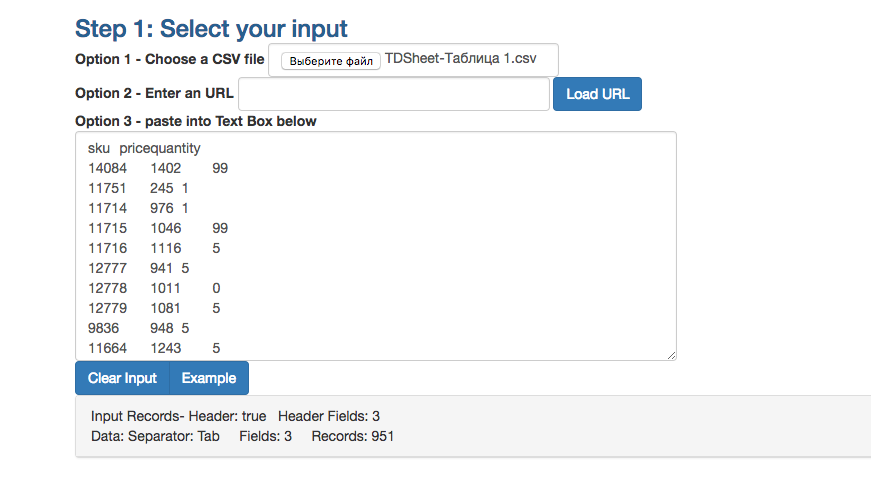 Step 1: Select your input
Option 1 - Choose a CSV file Выберите файл TDSheet-Таблица 1.csv
Option 2 - Enter an URL Load URL
Option 3 - paste into Text Box below
sku pricequantity
14084 1402 99
11751 245 1
11714 976 1
11715 1046 99
11716 1116 5
12777 941 5
12778 1011 0
12779 1081 5
9836 948 5
11664 1243 5
Clear Input Example
Input Records- Header: true Header Fields: 3
Data: Separator: Tab Fields: 3 Records: 951